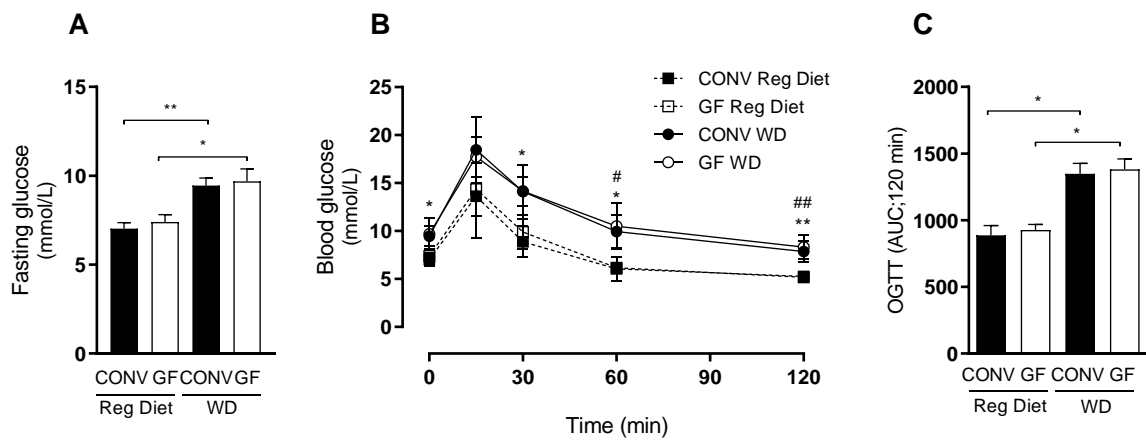 A
Fasting glucose
(mmol/L)
15
10
5
0
**
*
CONV GF CONV GF
Reg Diet WD
B
Blood glucose
(mmol/L)
25
20
15
10
5
0
CONV Reg Diet
GF Reg Diet
CONV WD
GF WD
*
*
#
*
##
**
0 30 60 90 120
Time (min)
C
OGTT (AUC;120 min)
2000
1500
1000
500
0
*
*
CONV GF CONV GF
Reg Diet WD